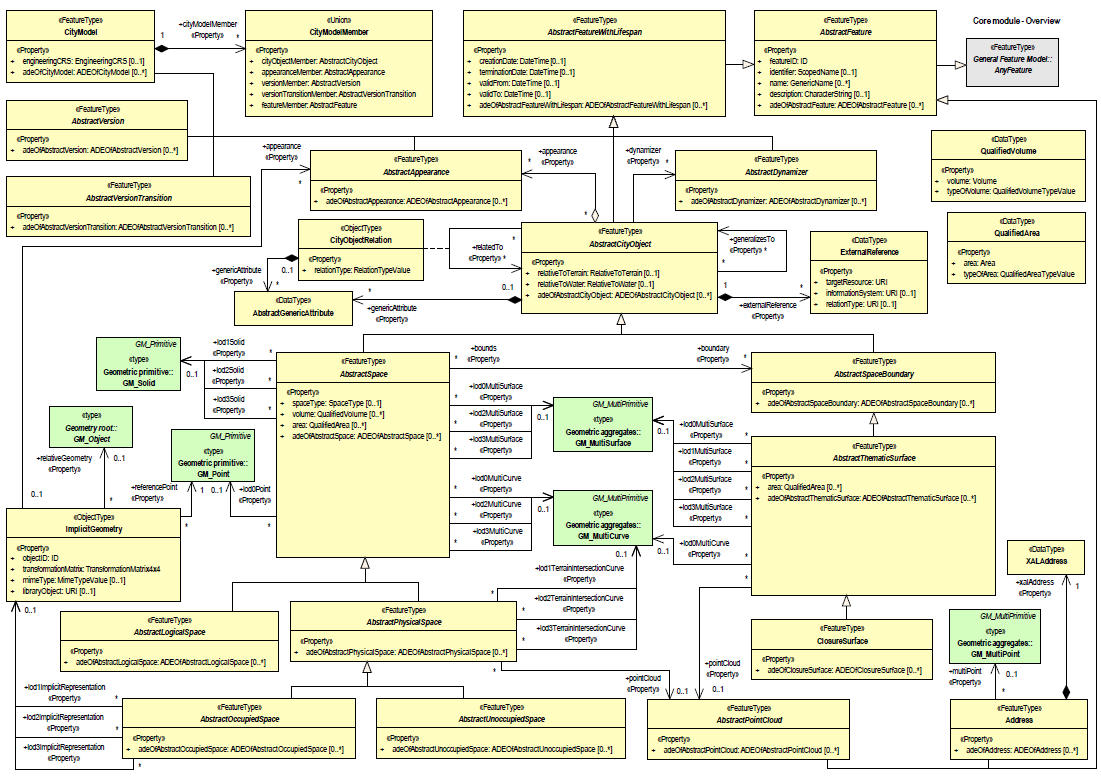 Core module - Overview
«FeatureType»
CityModel
«Property»
+ engineeringCRS: EngineeringCRS [0..1]
+ adeOfCityModel: ADEOfCityModel [0..*]
1
+cityModelMember
«Property»
*
«Union»
CityModelMember
«Property»
+ cityObjectMember: AbstractCityObject
+ appearanceMember: AbstractAppearance
+ versionMember: AbstractVersion
+ versionTransitionMember: AbstractVersionTransition
+ featureMember: AbstractFeature
«FeatureType»
AbstractFeatureWithLifespan
«Property»
+ creationDate: DateTime [0..1]
+ terminationDate: DateTime [0..1]
+ validFrom: DateTime [0..1]
+ validTo: DateTime [0..1]
+ adeOfAbstractFeatureWithLifespan: ADEOfAbstractFeatureWithLifespan [0..*]
«FeatureType»
AbstractFeature
«Property»
+ featureID: ID
+ identifier: ScopedName [0..1]
+ name: GenericName [0..*]
+ description: CharacterString [0..1]
+ adeOfAbstractFeature: ADEOfAbstractFeature [0..*]
«FeatureType»
General Feature Model::
AnyFeature
«FeatureType»
AbstractVersion
«Property»
+ adeOfAbstractVersion: ADEOfAbstractVersion [0..*]
«FeatureType»
AbstractVersionTransition
«Property»
+ adeOfAbstractVersionTransition: ADEOfAbstractVersionTransition [0..*]
+appearance
«Property»
*
«FeatureType»
AbstractAppearance
«Property»
+ adeOfAbstractAppearance: ADEOfAbstractAppearance [0..*]
+appearance
* «Property»
*
+dynamizer
«Property» *
«FeatureType»
AbstractDynamizer
«Property»
+ adeOfAbstractDynamizer: ADEOfAbstractDynamizer [0..*]
«DataType»
QualifiedVolume
«Property»
+ volume: Volume
+ typeOfVolume: QualifiedVolumeTypeValue
«DataType»
QualifiedArea
«Property»
+ area: Area
+ typeOfArea: QualifiedAreaTypeValue
«ObjectType»
CityObjectRelation
«Property»
+ relationType: RelationTypeValue
*
+relatedTo
«Property» *
«FeatureType»
AbstractCityObject
«Property»
+ relativeToTerrain: RelativeToTerrain [0..1]
+ relativeToWater: RelativeToWater [0..1]
+ adeOfAbstractCityObject: ADEOfAbstractCityObject [0..*]
+generalizesTo
«Property» *
*
«DataType»
ExternalReference
«Property»
+ targetResource: URI
+ informationSystem: URI [0..1]
+ relationType: URI [0..1]
1
*
+externalReference
«Property»
+genericAttribute
«Property»
0..1
*
«DataType»
AbstractGenericAttribute
*
+genericAttribute
«Property»
0..1
GM_Primitive
«type»
Geometric primitive::
GM_Solid
0..1
+lod1Solid
«Property»
*
+lod2Solid
«Property»
*
+lod3Solid
«Property»
*
«FeatureType»
AbstractSpace
«Property»
+ spaceType: SpaceType [0..1]
+ volume: QualifiedVolume [0..*]
+ area: QualifiedArea [0..*]
+ adeOfAbstractSpace: ADEOfAbstractSpace [0..*]
*
+bounds
«Property»
+boundary
«Property»
*
«FeatureType»
AbstractSpaceBoundary
«Property»
+ adeOfAbstractSpaceBoundary: ADEOfAbstractSpaceBoundary [0..*]
+lod0MultiSurface
* «Property»
+lod2MultiSurface
* «Property»
+lod3MultiSurface
* «Property»
0..1
GM_MultiPrimitive
«type»
Geometric aggregates::
GM_MultiSurface
0..1
+lod0MultiSurface
«Property» *
+lod1MultiSurface
«Property» *
+lod2MultiSurface
«Property» *
+lod3MultiSurface
«Property» *
+lod0MultiCurve
«Property» *
«FeatureType»
AbstractThematicSurface
«Property»
+ area: QualifiedArea [0..*]
+ adeOfAbstractThematicSurface: ADEOfAbstractThematicSurface [0..*]
*
«type»
Geometry root::
GM_Object
+relativeGeometry
«Property»
0..1
*
0..1
GM_Primitive
«type»
Geometric primitive::
GM_Point
+referencePoint
«Property»
1
*
0..1
+lod0Point
«Property»
*
+lod0MultiCurve
* «Property»
+lod2MultiCurve
* «Property»
+lod3MultiCurve
* «Property»
0..1
GM_MultiPrimitive
«type»
Geometric aggregates::
GM_MultiCurve
0..1
0..1
«ObjectType»
ImplicitGeometry
«Property»
+ objectID: ID
+ transformationMatrix: TransformationMatrix4x4
+ mimeType: MimeTypeValue [0..1]
+ libraryObject: URI [0..1]
0..1
+lod1TerrainIntersectionCurve
* «Property»
+lod2TerrainIntersectionCurve
* «Property»
+lod3TerrainIntersectionCurve
* «Property»
«FeatureType»
AbstractLogicalSpace
«Property»
+ adeOfAbstractLogicalSpace: ADEOfAbstractLogicalSpace [0..*]
«FeatureType»
AbstractPhysicalSpace
«Property»
+ adeOfAbstractPhysicalSpace: ADEOfAbstractPhysicalSpace [0..*]
*
+pointCloud
«Property»
0..1
+pointCloud
«Property»
0..1
«FeatureType»
ClosureSurface
«Property»
+ adeOfClosureSurface: ADEOfClosureSurface [0..*]
«DataType»
XALAddress
+xalAddress
«Property»
1
GM_MultiPrimitive
«type»
Geometric aggregates::
GM_MultiPoint
+multiPoint
«Property»
0..1
*
+lod1ImplicitRepresentation
«Property» *
+lod2ImplicitRepresentation
«Property» *
+lod3ImplicitRepresentation
«Property»
*
«FeatureType»
AbstractOccupiedSpace
«Property»
+ adeOfAbstractOccupiedSpace: ADEOfAbstractOccupiedSpace [0..*]
«FeatureType»
AbstractUnoccupiedSpace
«Property»
+ adeOfAbstractUnoccupiedSpace: ADEOfAbstractUnoccupiedSpace [0..*]
«FeatureType»
AbstractPointCloud
«Property»
+ adeOfAbstractPointCloud: ADEOfAbstractPointCloud [0..*]
«FeatureType»
Address
«Property»
+ adeOfAddress: ADEOfAddress [0..*]